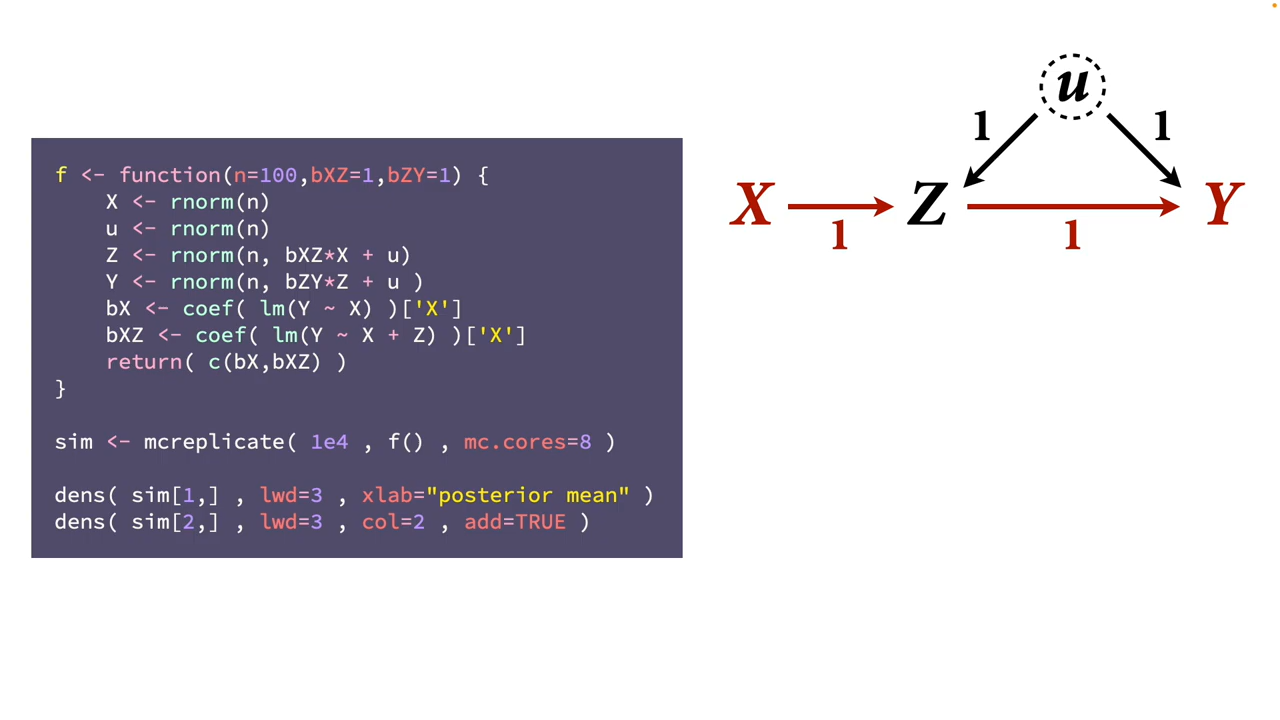 f <- function(n=100,bXZ=1,bZY=1) {
    X <- rnorm(n)
    u <- rnorm(n)
    Z <- rnorm(n, bXZ*X + u)
    Y <- rnorm(n, bZY*Z + u )
    bX <- coef( lm(Y ~ X) )['X']
    bXZ <- coef( lm(Y ~ X + Z) )['X']
    return( c(bX,bXZ) )
}
sim <- mcreplicate( 1e4 , f() , mc.cores=8 )
dens( sim[1,] , lwd=3 , xlab="posterior mean" )
dens( sim[2,] , lwd=3 , col=2 , add=TRUE )
u
1 1
X Z Y
1 1